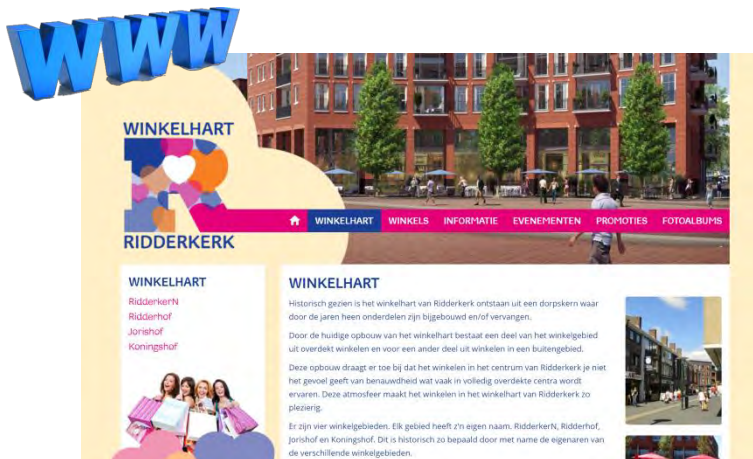 WWW
WINKELHART
R
RIDDERKERK
WINKELHART WINKELS INFORMATIE EVENEMENTEN PROMOTIES FOTOALBUMS
WINKELHART
RidderkerN
Ridderhof
Jorishof
Koningshof
WINKELHART
Historisch gezien is het winkelhart van Ridderkerk ontstaan uit een dorpskern waar
door de jaren heen onderdelen zijn bijgebouwd en/of vervangen.
Door de huidige opbouw van het winkelhart bestaat een deel van het winkelgebied
uit overdekt winkelen en voor een ander deel uit winkelen in een buitengebied.
Deze opbouw draagt er toe bij dat het winkelen in het centrum van Ridderkerk je niet
het gevoel geeft van benauwdheid wat vaak in volledig overdekte centra wordt
ervaren. Deze atmosfeer maakt het winkelen in het winkelhart van Ridderkerk zo
plezierig.
Er zijn vier winkelgebieden. Elk gebied heeft z'n eigen naam. RidderkerN, Ridderhof,
Jorishof en Koningshof. Dit is historisch zo bepaald door met name de eigenaren van
de verschillende winkelgebieden.